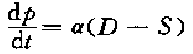 dp/dt = α(D − S)